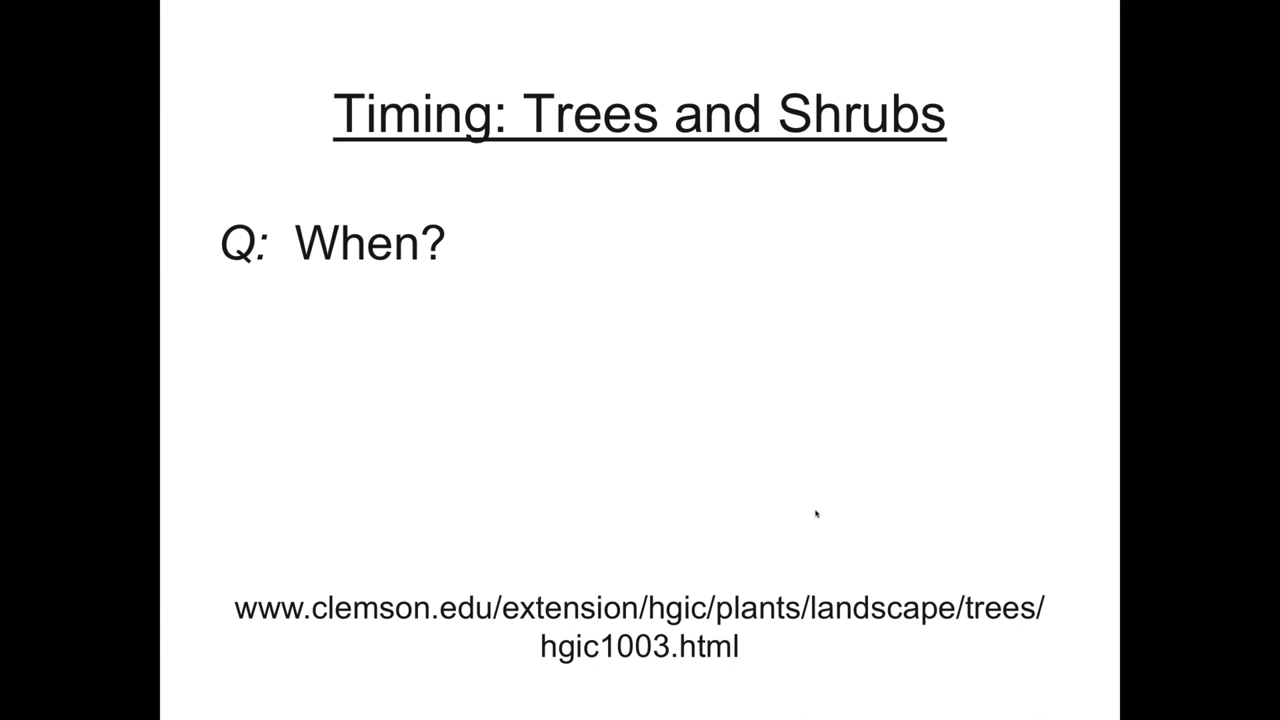 Timing: Trees and Shrubs
Q: When?
www.clemson.edu/extension/hgic/plants/landscape/trees/
hgic1003.html